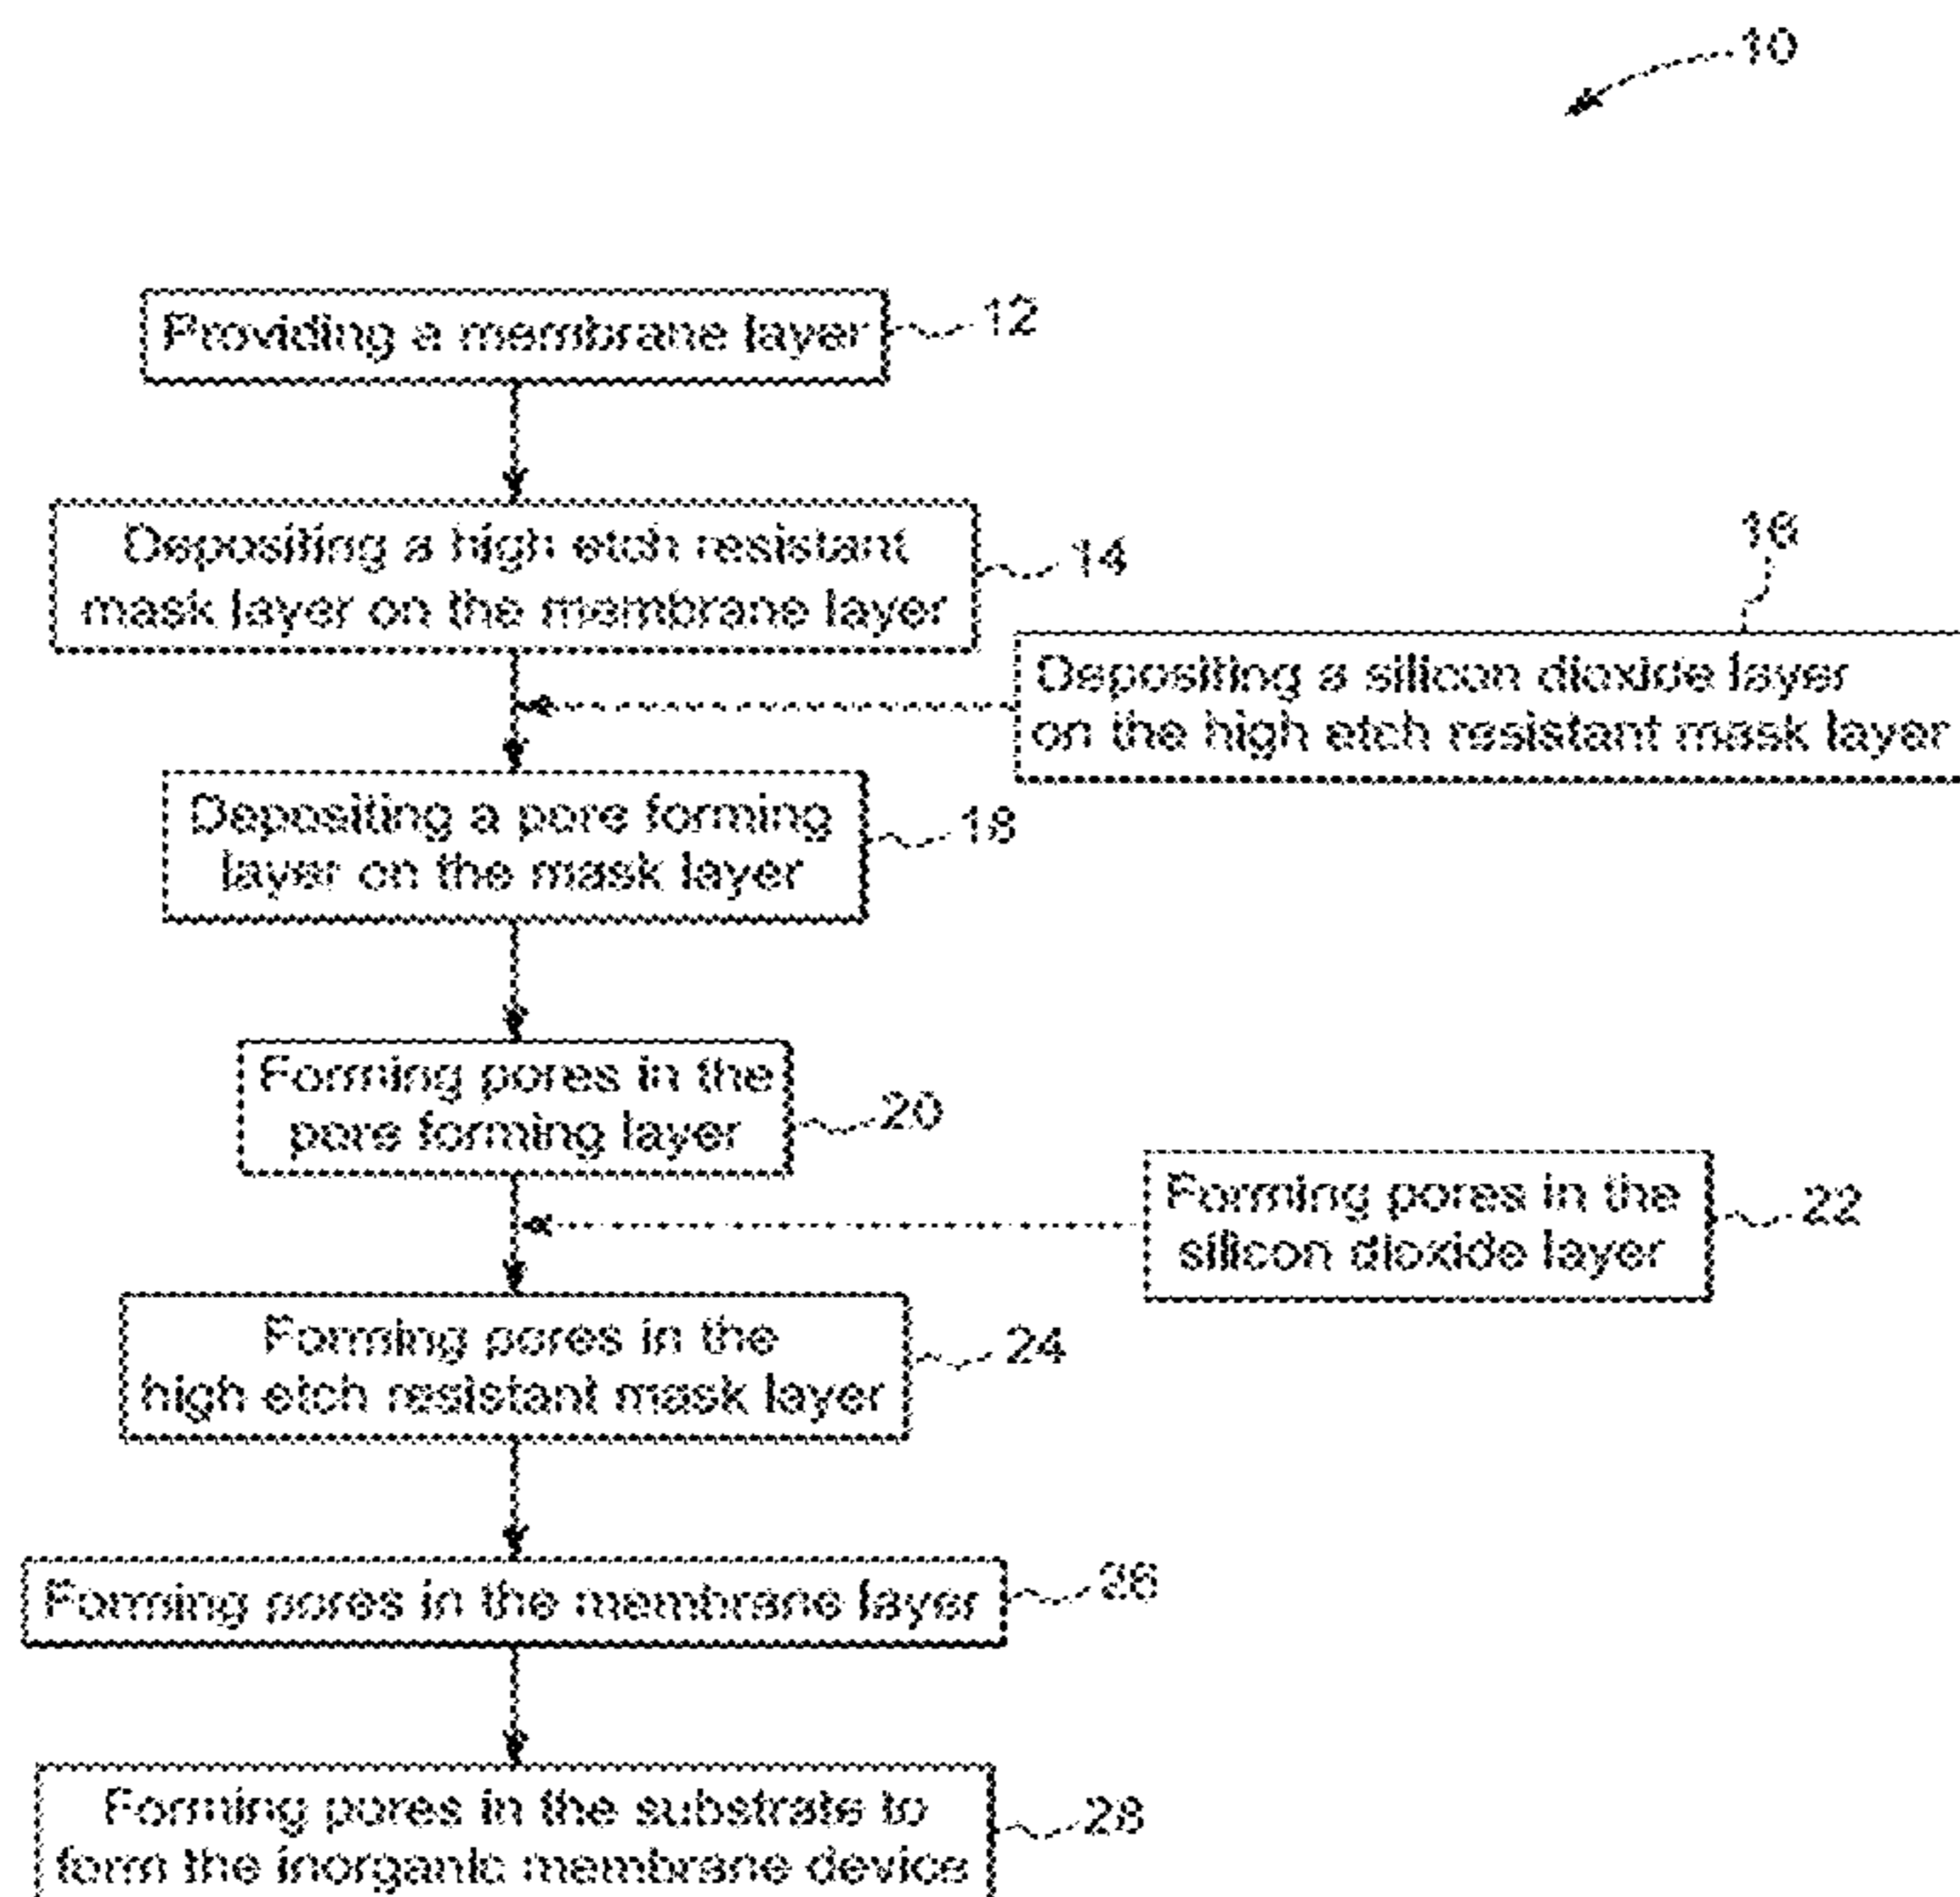 10
Providing a membrane layer
12
Depositing a high etch resistant
mask layer on the membrane layer
14
16
Depositing a silicon dioxide layer
on the high etch resistant mask layer
Depositing a pore forming
layer on the mask layer
18
Forming pores in the
pore forming layer
20
Forming pores in the
silicon dioxide layer
22
Forming pores in the
high etch resistant mask layer
24
Forming pores in the membrane layer
Forming pores in the substrate to
form the inorganic membrane device
28